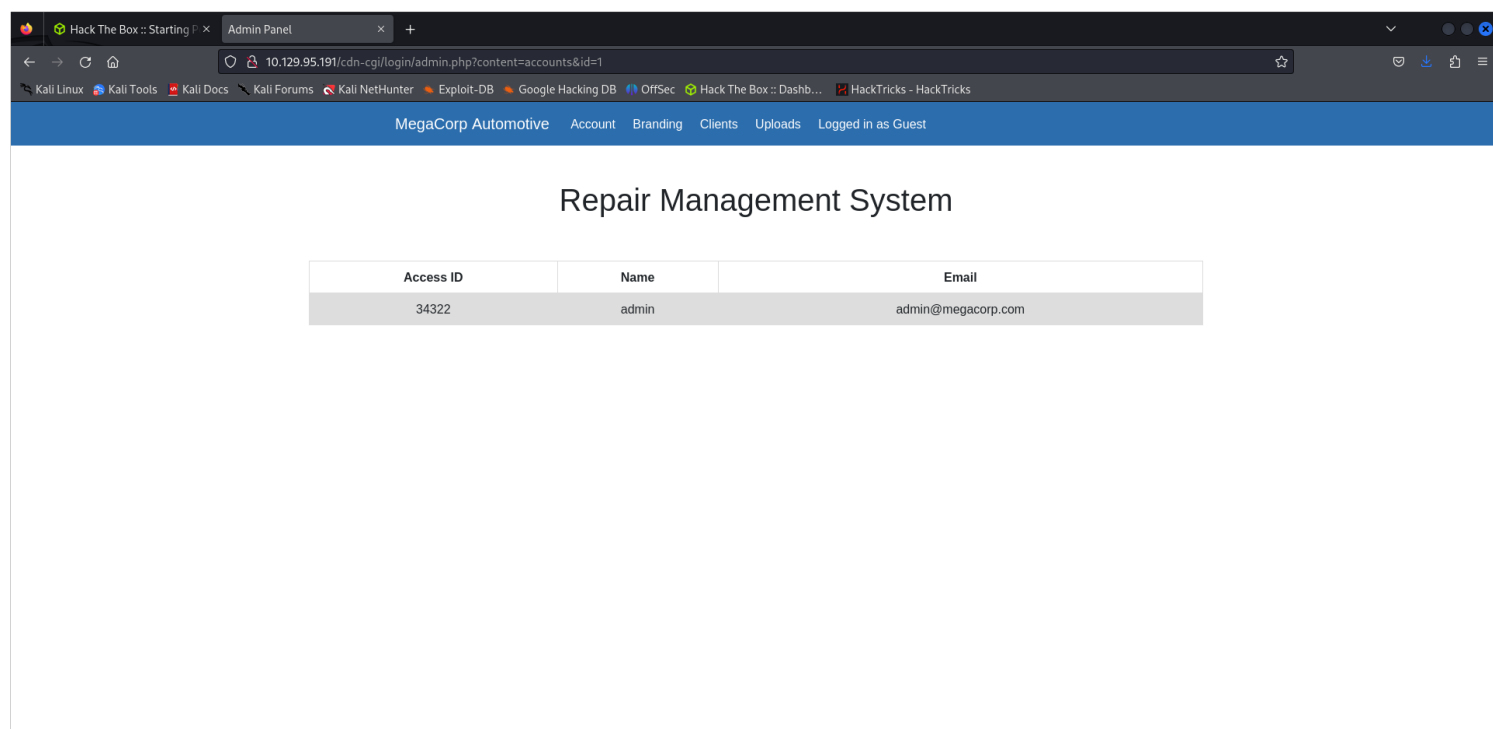 Hack The Box :: Starting P Admin Panel
10.129.95.191/cdn-cgi/login/admin.php?content=accounts&id=1
Kali Linux Kali Tools Kali Docs Kali Forums Kali NetHunter Exploit-DB Google Hacking DB OffSec Hack The Box :: Dashb... HackTricks - HackTricks
MegaCorp Automotive Account Branding Clients Uploads Logged in as Guest
Repair Management System
Access ID Name Email
34322 admin admin@megacorp.com